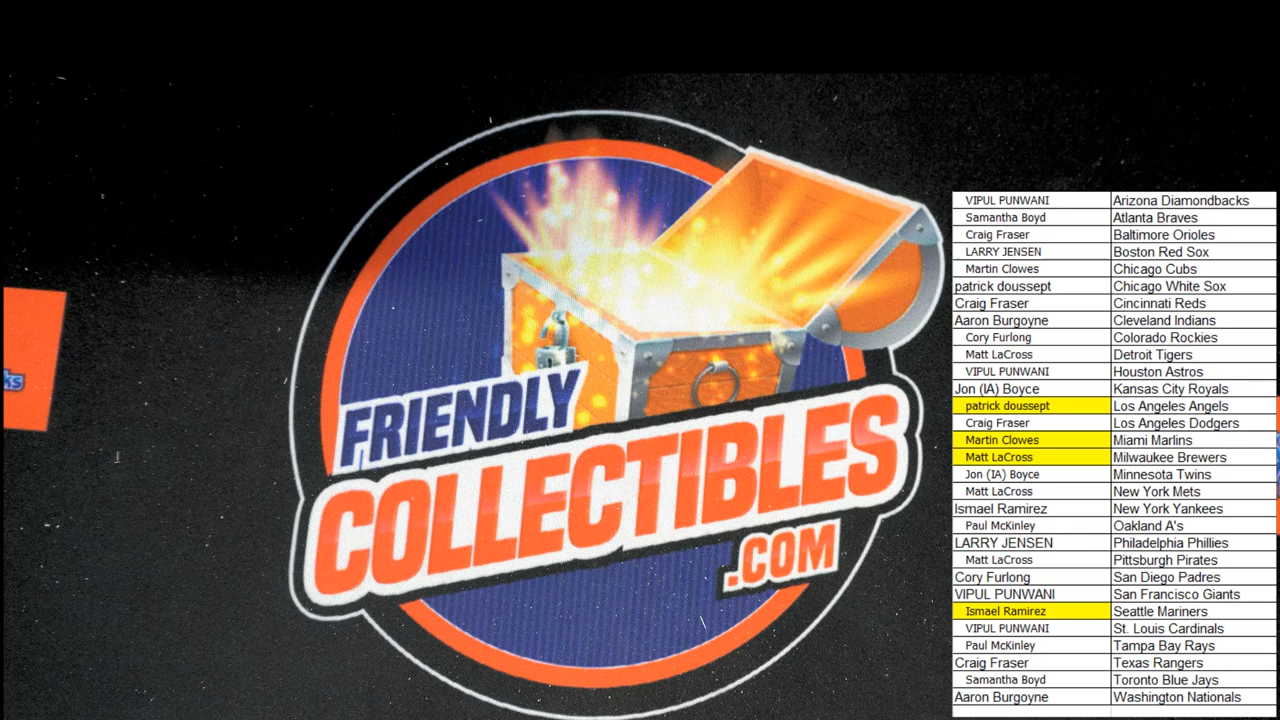 FRIENDLY
COLLECTIBLES
.COM
VIPUL PUNWANI Arizona Diamondbacks
Samantha Boyd Atlanta Braves
Craig Fraser Baltimore Orioles
LARRY JENSEN Boston Red Sox
Martin Clowes Chicago Cubs
patrick doussept Chicago White Sox
Craig Fraser Cincinnati Reds
Aaron Burgoyne Cleveland Indians
Cory Furlong Colorado Rockies
Matt LaCross Detroit Tigers
VIPUL PUNWANI Houston Astros
Jon (IA) Boyce Kansas City Royals
patrick doussept Los Angeles Angels
Craig Fraser Los Angeles Dodgers
Martin Clowes Miami Marlins
Matt LaCross Milwaukee Brewers
Jon (IA) Boyce Minnesota Twins
Matt LaCross New York Mets
Ismael Ramirez New York Yankees
Paul McKinley Oakland A's
LARRY JENSEN Philadelphia Phillies
Matt LaCross Pittsburgh Pirates
Cory Furlong San Diego Padres
VIPUL PUNWANI San Francisco Giants
Ismael Ramirez Seattle Mariners
VIPUL PUNWANI St. Louis Cardinals
Paul McKinley Tampa Bay Rays
Craig Fraser Texas Rangers
Samantha Boyd Toronto Blue Jays
Aaron Burgoyne Washington Nationals